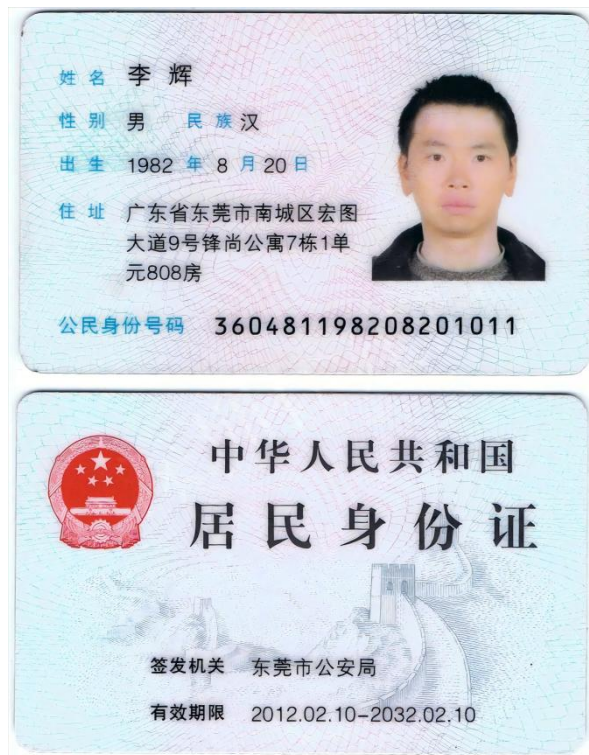 姓名 李辉
性别 男 民族 汉
出生 1982 年 8 月 20 日
住址 广东省东莞市南城区宏图
大道9号锋尚公寓7栋1单
元808房
公民身份号码 360481198208201011
中华人民共和国
居民身份证
签发机关 东莞市公安局
有效期限 2012.02.10-2032.02.10